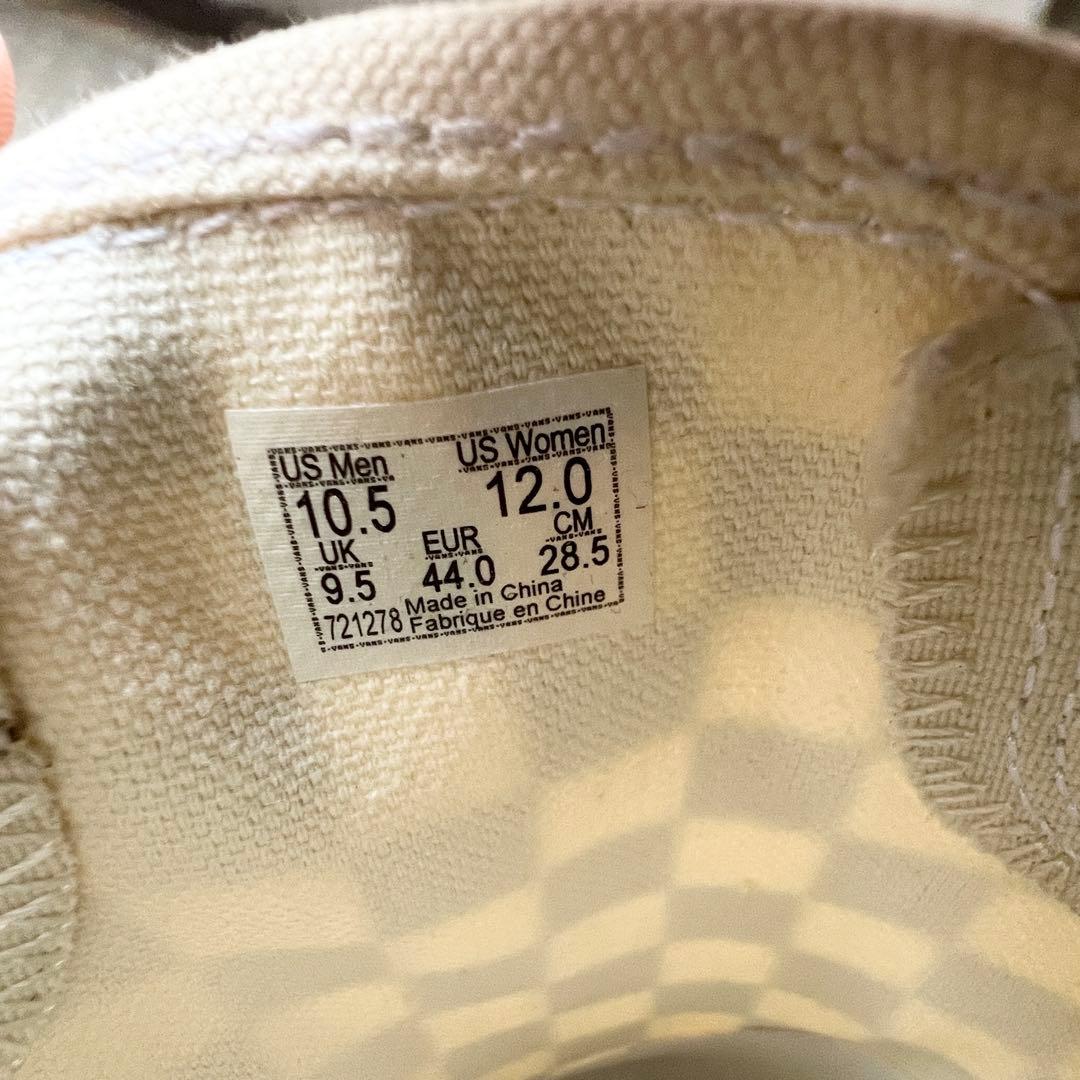 US Men US Women
10.5 12.0
UK EUR CM
9.5 44.0 28.5
721278 Made in China
Fabrique en Chine